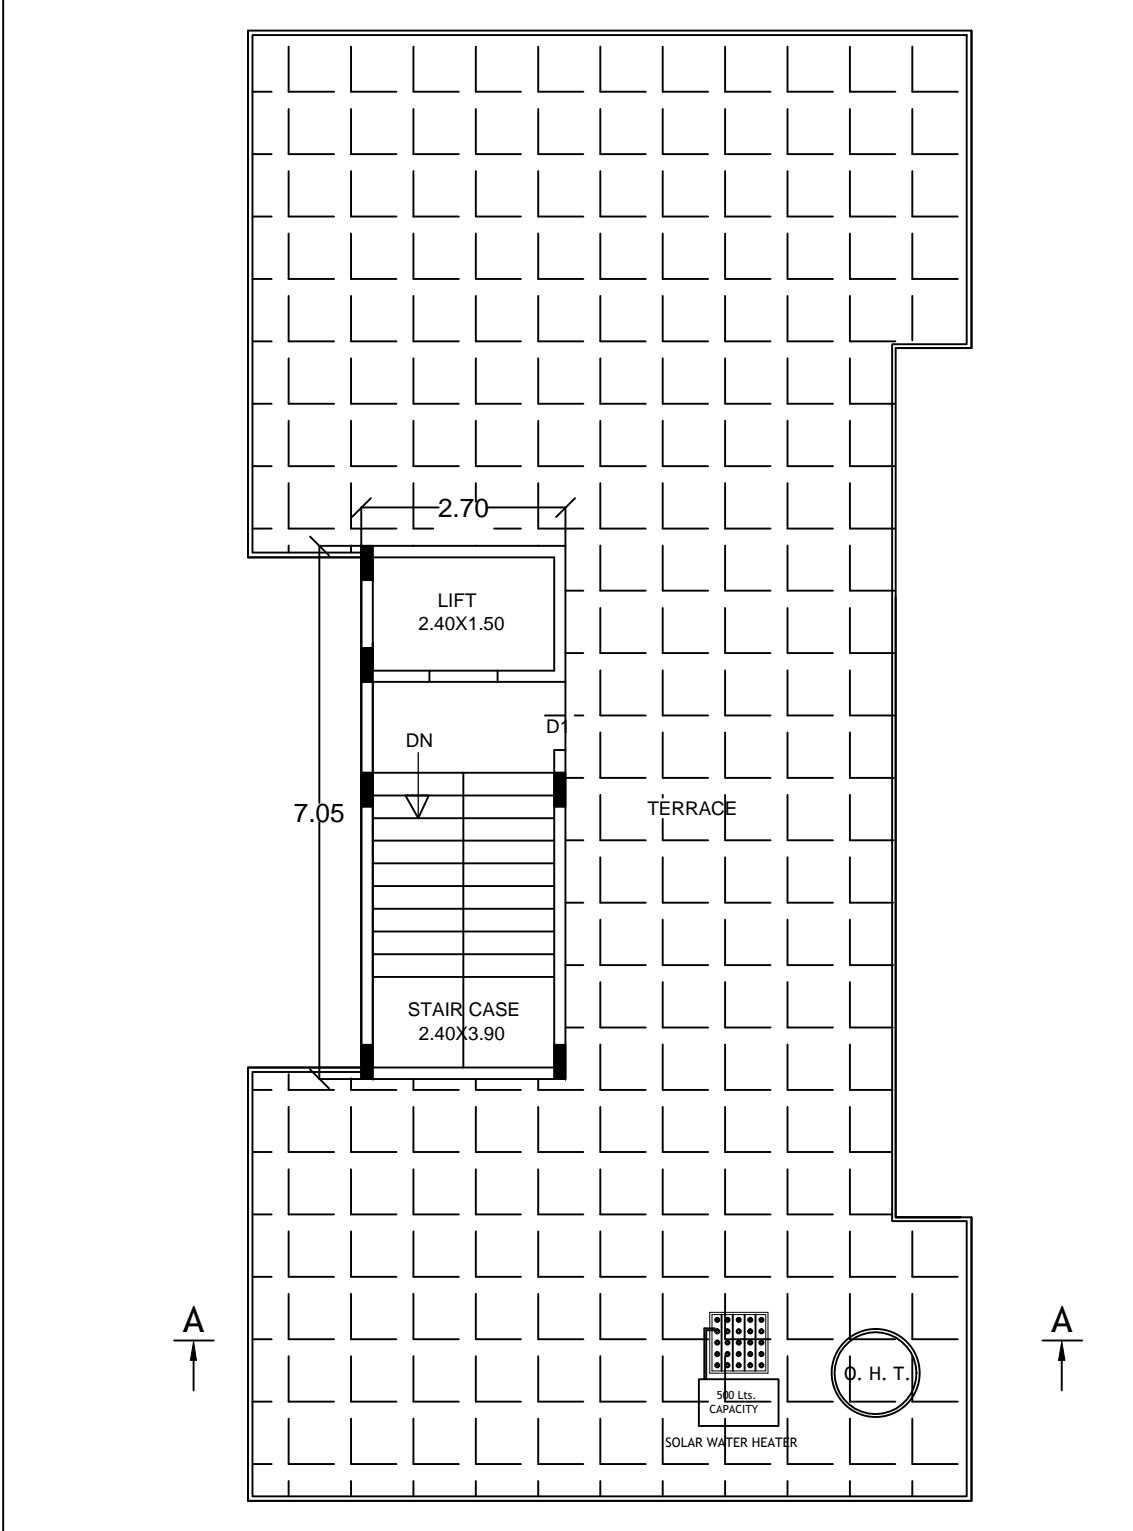 2.70
LIFT
2.40X1.50
D1
DN
7.05
TERRACE
STAIR CASE
2.40X3.90
A
A
O. H. T.
500 Lts.
CAPACITY
SOLAR WATER HEATER